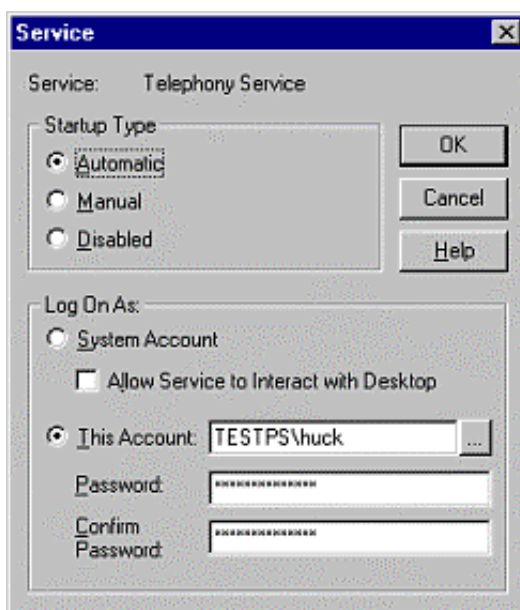 Service
Service: Telephony Service
Startup Type
Automatic
Manual
Disabled
OK
Cancel
Help
Log On As:
System Account
Allow Service to Interact with Desktop
This Account: TESTPS\huck ...
Password: **************
Confirm
Password: **************